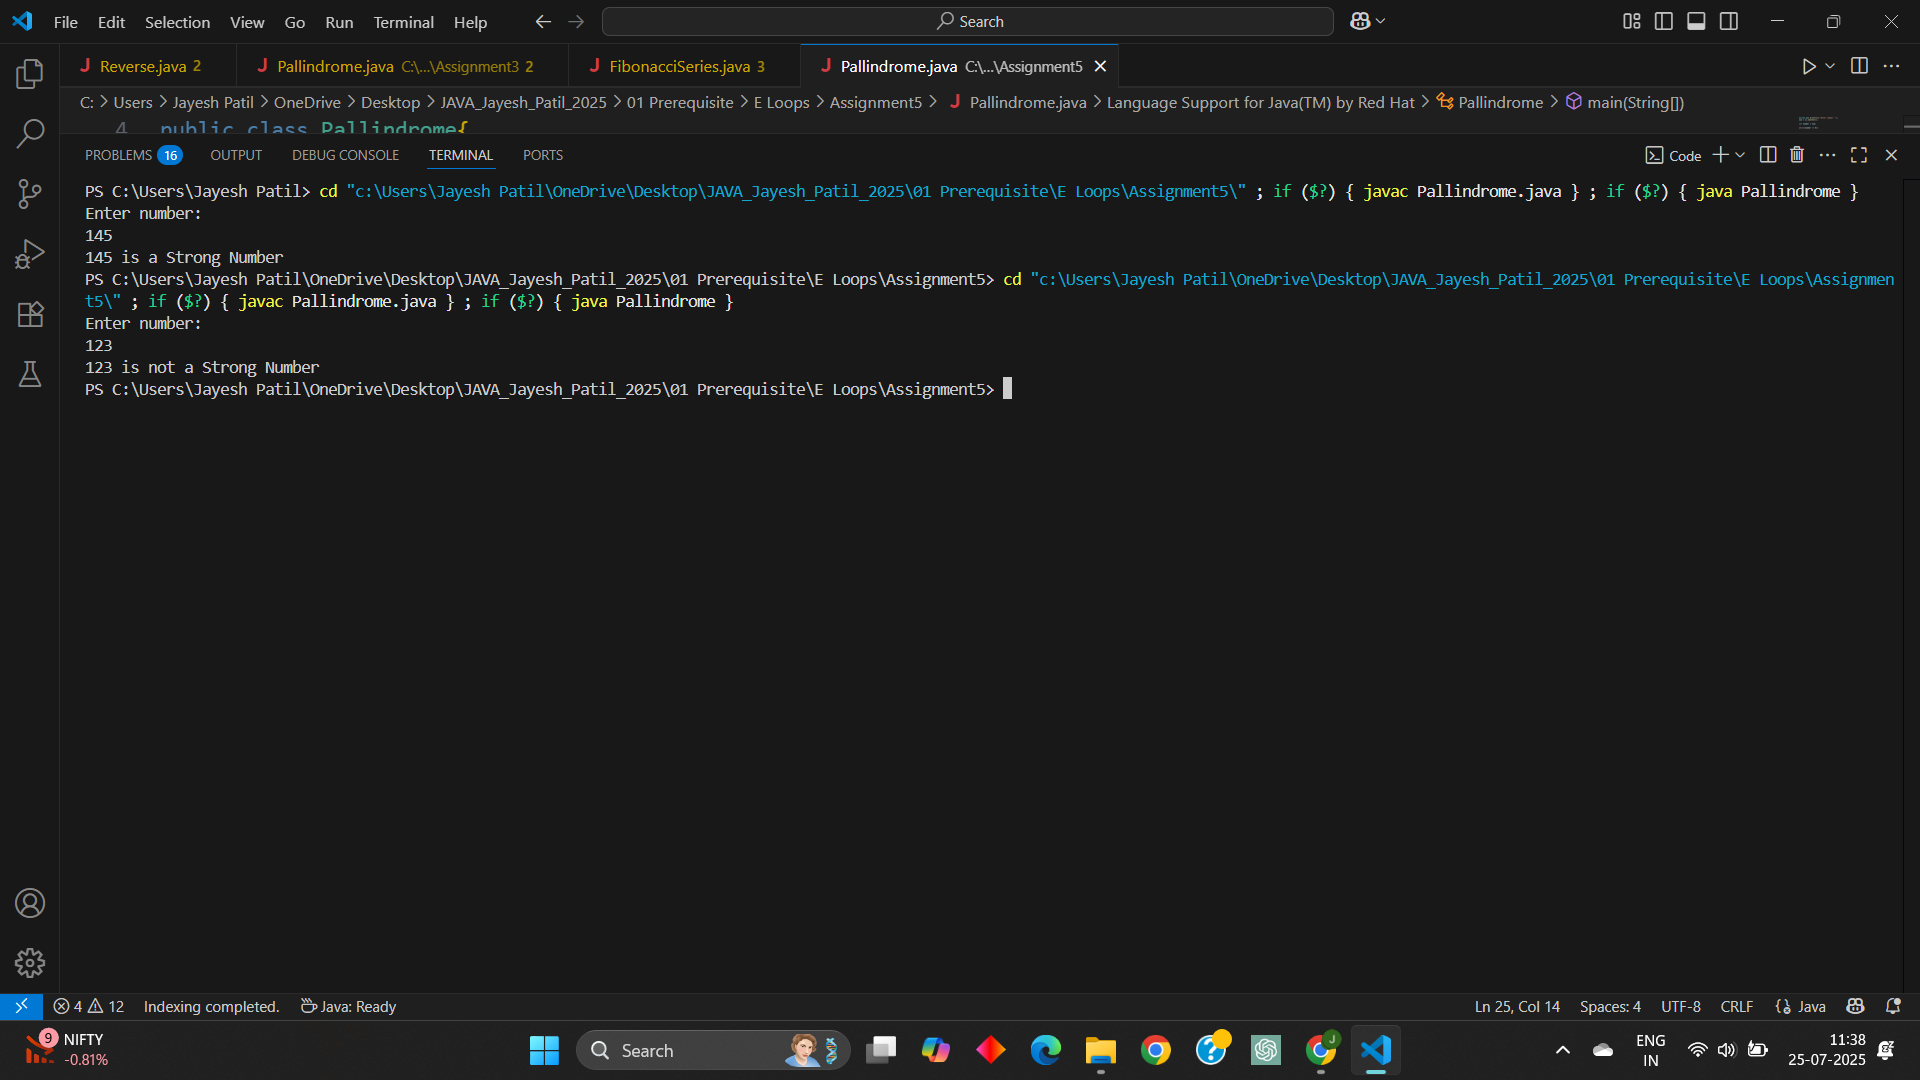 File Edit Selection View Go Run Terminal Help Search
Reverse.java 2 Pallindrome.java C:\...\Assignment3 2 FibonacciSeries.java 3 Pallindrome.java C:\...\Assignment5
C: > Users > Jayesh Patil > OneDrive > Desktop > JAVA_Jayesh_Patil_2025 > 01 Prerequisite > E Loops > Assignment5 > J Pallindrome.java > Language Support for Java(TM) by Red Hat > Pallindrome > main(String[])
4 public class Pallindrome{
PROBLEMS 16 OUTPUT DEBUG CONSOLE TERMINAL PORTS Code
PS C:\Users\Jayesh Patil> cd "c:\Users\Jayesh Patil\OneDrive\Desktop\JAVA_Jayesh_Patil_2025\01 Prerequisite\E Loops\Assignment5\" ; if ($?) { javac Pallindrome.java } ; if ($?) { java Pallindrome }
Enter number:
145
145 is a Strong Number
PS C:\Users\Jayesh Patil\OneDrive\Desktop\JAVA_Jayesh_Patil_2025\01 Prerequisite\E Loops\Assignment5> cd "c:\Users\Jayesh Patil\OneDrive\Desktop\JAVA_Jayesh_Patil_2025\01 Prerequisite\E Loops\Assignmen
t5\" ; if ($?) { javac Pallindrome.java } ; if ($?) { java Pallindrome }
Enter number:
123
123 is not a Strong Number
PS C:\Users\Jayesh Patil\OneDrive\Desktop\JAVA_Jayesh_Patil_2025\01 Prerequisite\E Loops\Assignment5>
4 12 Indexing completed. Java: Ready Ln 25, Col 14 Spaces: 4 UTF-8 CRLF Java
9 NIFTY
-0.81%
Search
ENG
IN
11:38
25-07-2025